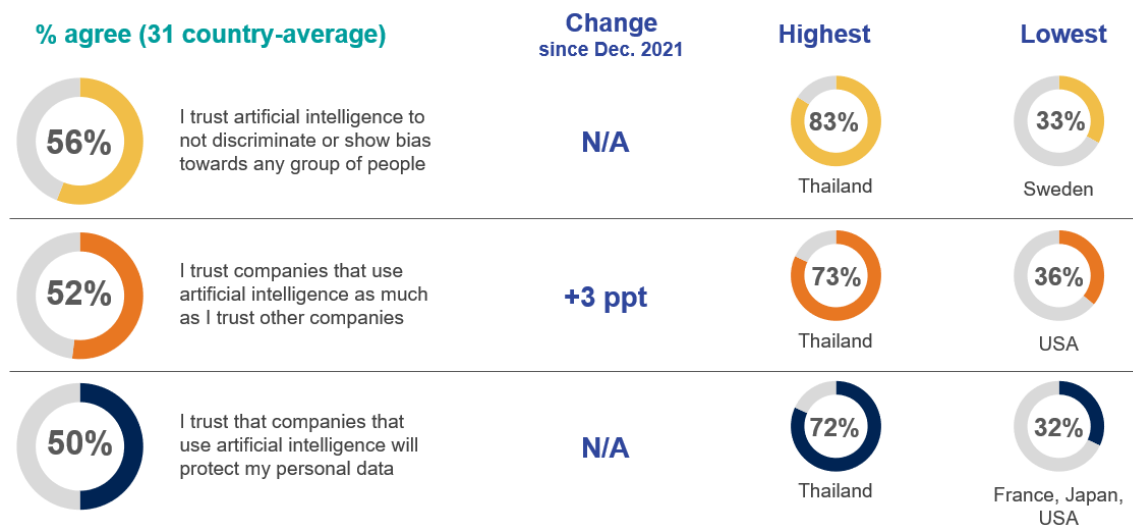 % agree (31 country-average)
Change
since Dec. 2021
Highest
Lowest
56%
I trust artificial intelligence to
not discriminate or show bias
towards any group of people
N/A
83%
Thailand
33%
Sweden
52%
I trust companies that use
artificial intelligence as much
as I trust other companies
+3 ppt
73%
Thailand
36%
USA
50%
I trust that companies that
use artificial intelligence will
protect my personal data
N/A
72%
Thailand
32%
France, Japan,
USA